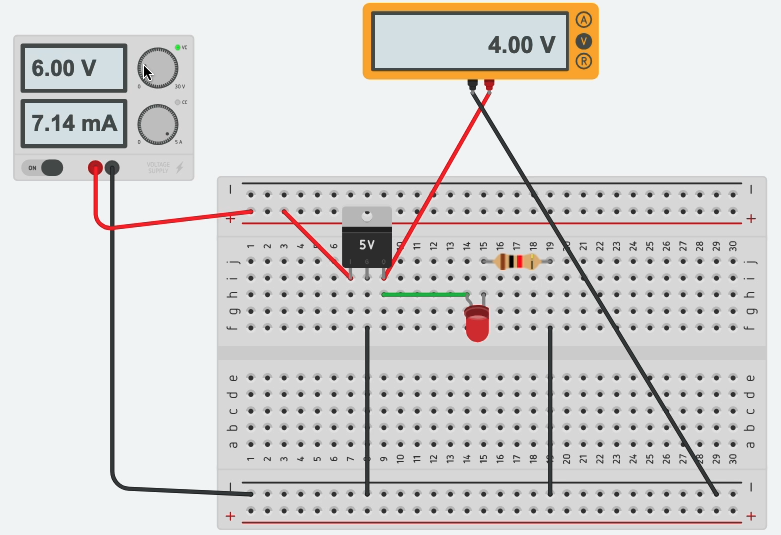 4.00 V
A
V
R
VC
6.00 V
0 30 V
CC
7.14 mA
0 5 A
ON
VOLTAGE
SUPPLY
+ +
5V
I G O
1 2 3 4 5 6 10 11 12 13 14 15 16 17 18 19 20 21 22 23 24 25 26 27 28 29 30
j j
i i
h h
g g
f f
e e
d d
c c
b b
a a
1 2 3 4 5 6 7 8 9 10 11 12 13 14 15 16 17 18 19 20 21 22 23 24 25 26 27 28 29 30
+ +